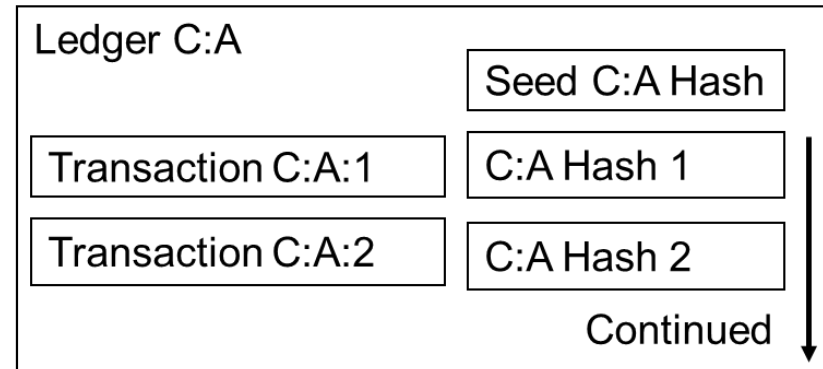 Ledger C:A
Seed C:A Hash
Transaction C:A:1
C:A Hash 1
Transaction C:A:2
C:A Hash 2
Continued